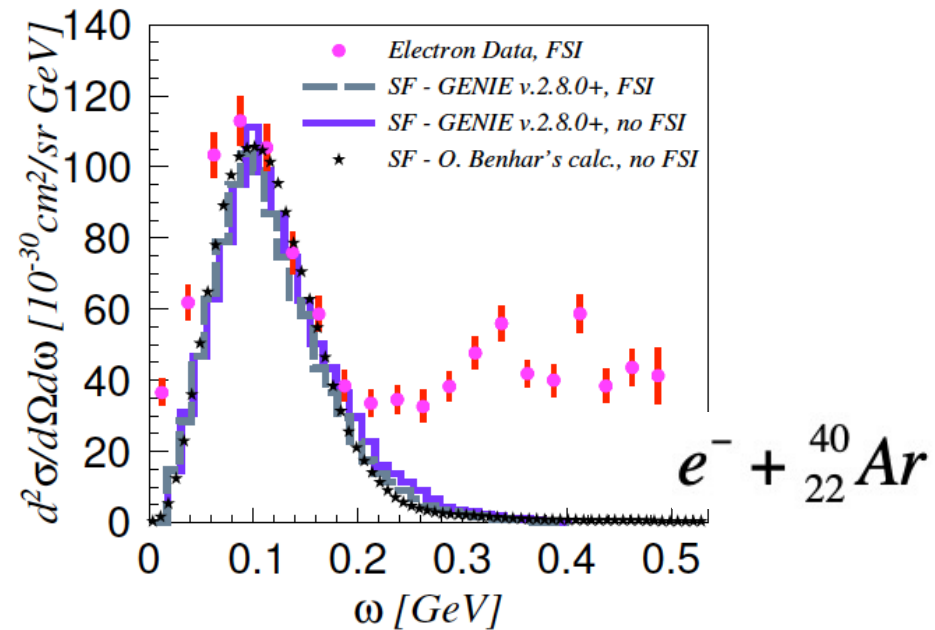 140
120
100
80
60
40
20
0
d²σ/dΩdω [10⁻³⁰cm²/sr GeV]
Electron Data, FSI
SF - GENIE v.2.8.0+, FSI
SF - GENIE v.2.8.0+, no FSI
SF - O. Benhar's calc., no FSI
e⁻ + ⁴⁰₂₂Ar
0 0.1 0.2 0.3 0.4 0.5
ω [GeV]